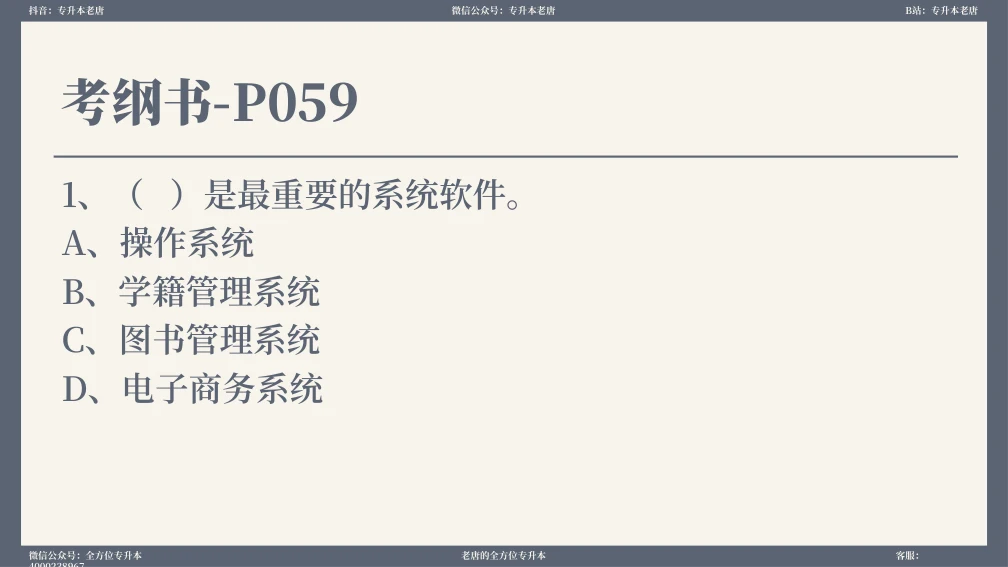 抖音：专升本老唐
微信公众号：专升本老唐
B站：专升本老唐
考纲书-P059
1、（ ）是最重要的系统软件。
A、操作系统
B、学籍管理系统
C、图书管理系统
D、电子商务系统
微信公众号：全方位专升本
老唐的全方位专升本
客服：
4000238967